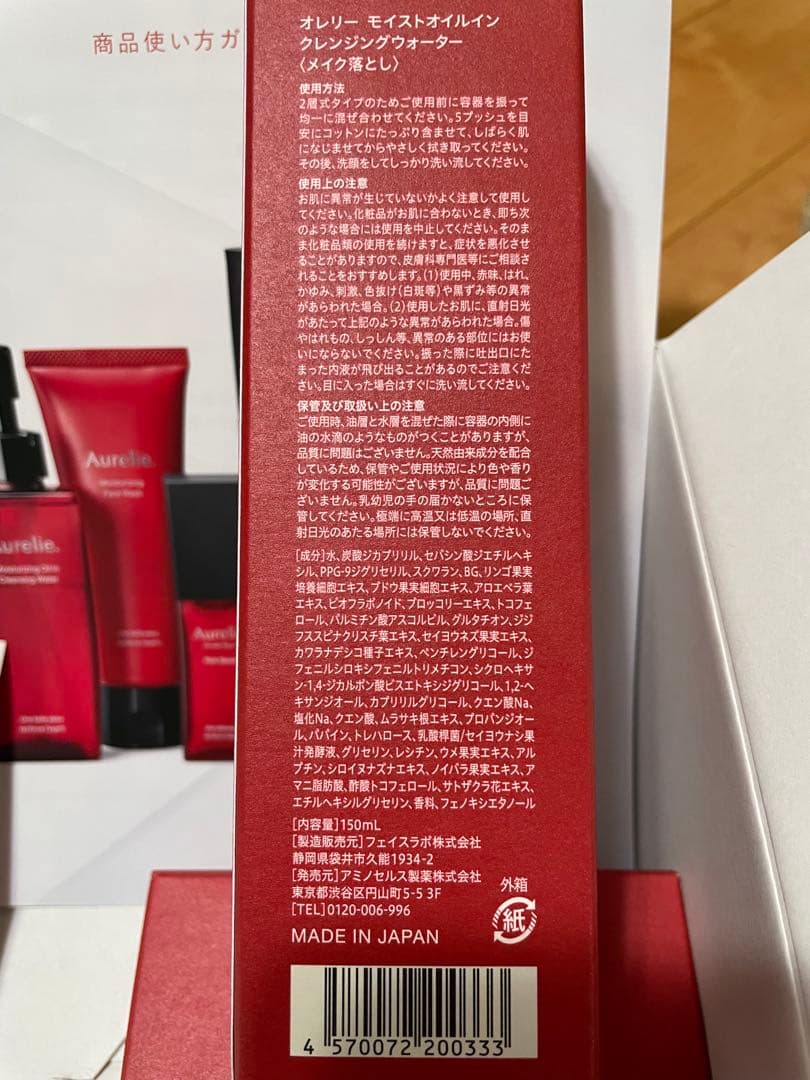 商品使い方ガ
オレリー モイストオイルイン
クレンジングウォーター
〈メイク落とし〉
使用方法
2層式タイプのためご使用前に容器を振って
均一に混ぜ合わせてください。5プッシュを目
安にコットンにたっぷり含ませて、しばらく肌
になじませてからやさしく拭き取ってください。
その後、洗顔をしてしっかり洗い流してください。
使用上の注意
お肌に異常が生じていないかよく注意して使用し
てください。化粧品がお肌に合わないとき、即ち次
のような場合には使用を中止してください。そのま
ま化粧品類の使用を続けますと、症状を悪化させ
ることがありますので、皮膚科専門医等にご相談さ
れることをおすすめします。(1)使用中、赤味、はれ、
かゆみ、刺激、色抜け(白斑等)や黒ずみ等の異常
があらわれた場合。(2)使用したお肌に、直射日光
があたって上記のような異常があらわれた場合。傷
やはれもの、しっしん等、異常のある部位にはお使
いにならないでください。振った際に吐出口にた
まった内液が飛び出ることがあるのでご注意くださ
い。目に入った場合はすぐに洗い流してください。
保管及び取扱い上の注意
ご使用時、油層と水層を混ぜた際に容器の内側に
油の水滴のようなものがつくことがありますが、
品質に問題はございません。天然由来成分を配合
しているため、保管やご使用状況により色や香り
が変化する可能性がございますが、品質に問題ご
ざいません。乳幼児の手の届かないところに保
管してください。極端に高温又は低温の場所、直
射日光のあたる場所には保管しないでください。
[成分]水、炭酸ジカプリリル、セバシン酸ジエチルヘキ
シル、PPG-9ジグリセリル、スクワラン、BG、リンゴ果実
培養細胞エキス、ブドウ果実細胞エキス、アロエベラ葉
エキス、ビオフラボノイド、ブロッコリーエキス、トコフェ
ロール、パルミチン酸アスコルビル、グルタチオン、ジジ
フススピナクリスチ葉エキス、セイヨウネズ果実エキス、
カワラナデシコ種子エキス、ペンチレングリコール、ジ
フェニルシロキシフェニルトリメチコン、シクロヘキサ
ン-1,4-ジカルボン酸ビスエトキシジグリコール、1,2-ヘ
キサンジオール、カプリリルグリコール、クエン酸Na、
塩化Na、クエン酸、ムラサキ根エキス、プロパンジオー
ル、パパイン、トレハロース、乳酸桿菌/セイヨウナシ果
汁発酵液、グリセリン、レシチン、ウメ果実エキス、アル
ブチン、シロイヌナズナエキス、ノイバラ果実エキス、ア
マニ脂肪酸、酢酸トコフェロール、サトザクラ花エキス、
エチルヘキシルグリセリン、香料、フェノキシエタノール
[内容量]150mL
[製造販売元]フェイスラボ株式会社
静岡県袋井市久能1934-2
[発売元]アミノセルス製薬株式会社
東京都渋谷区円山町5-5 3F
[TEL]0120-006-996
MADE IN JAPAN
外箱
紙
4 570072 200333
Aurelie.
Moisturizing
Face Wash
Aurelie.
Aurelie